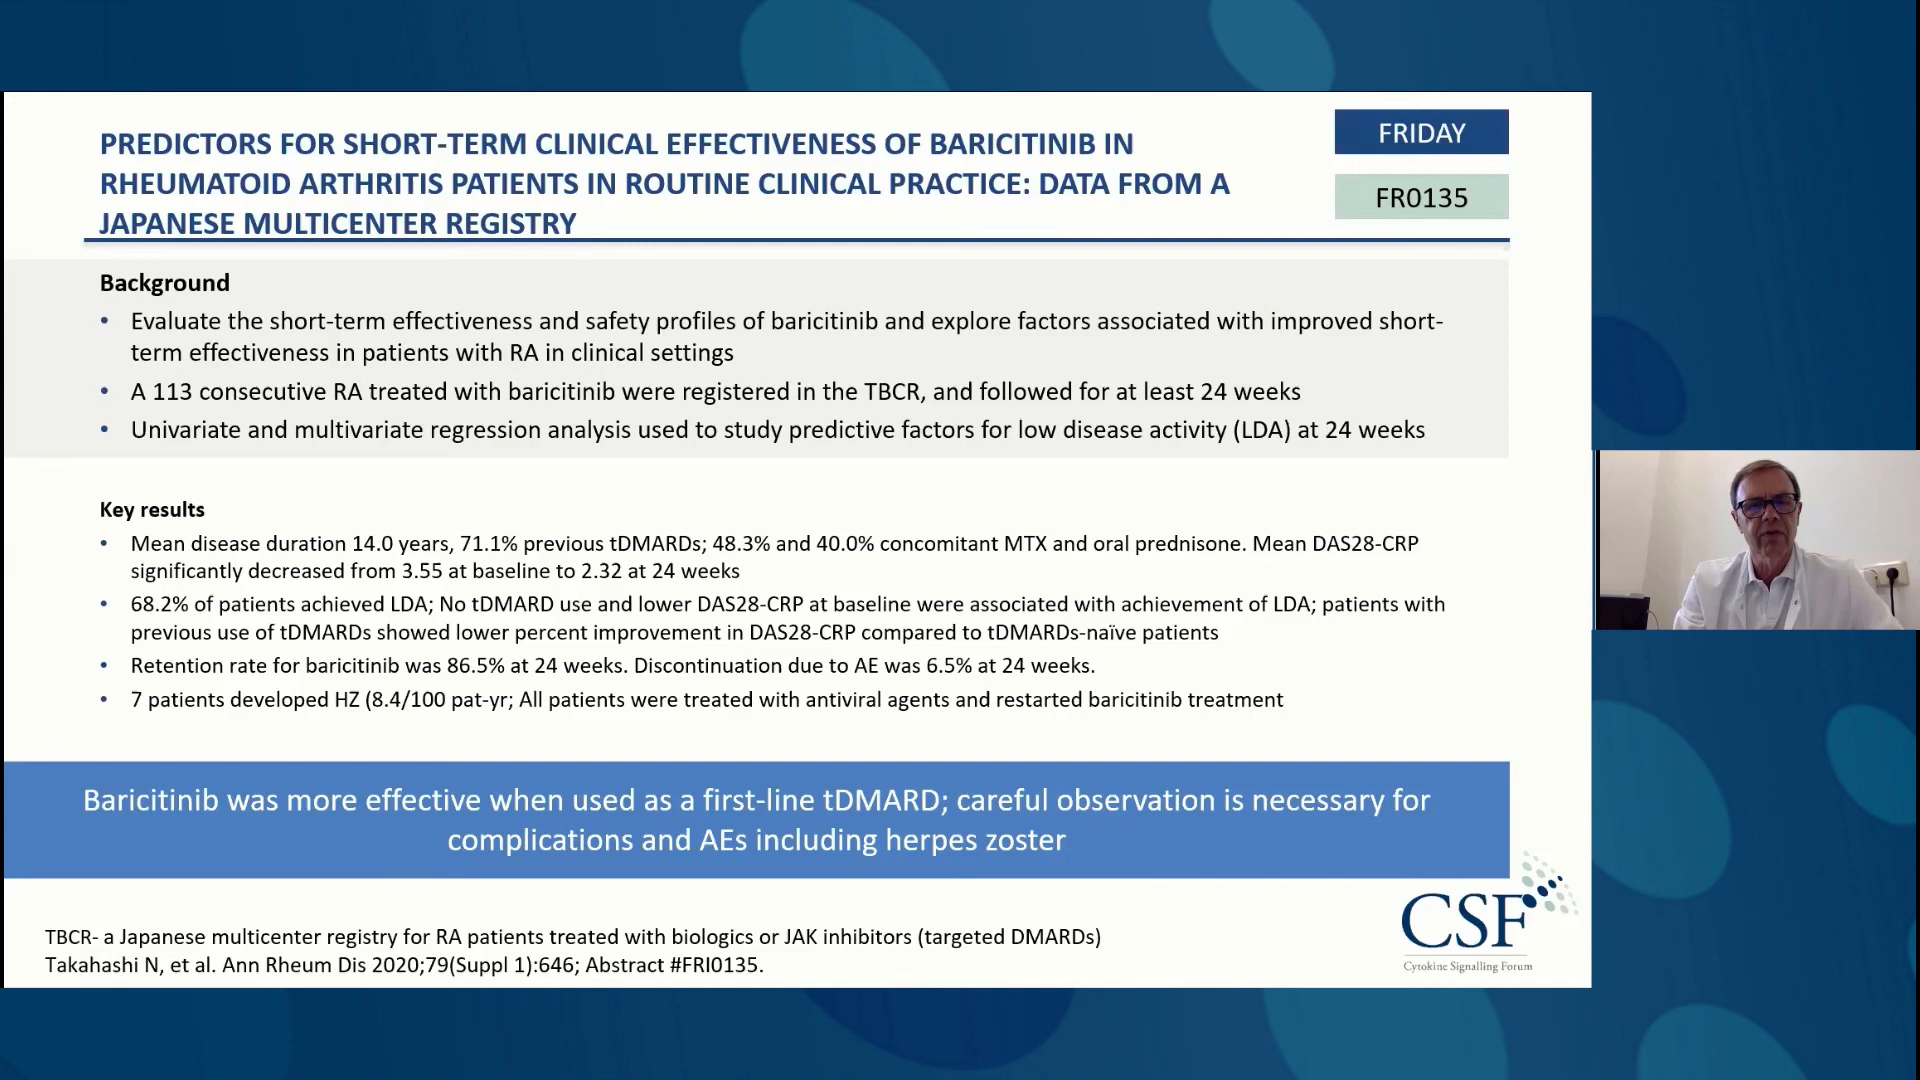 PREDICTORS FOR SHORT-TERM CLINICAL EFFECTIVENESS OF BARICITINIB IN
RHEUMATOID ARTHRITIS PATIENTS IN ROUTINE CLINICAL PRACTICE: DATA FROM A
JAPANESE MULTICENTER REGISTRY
FRIDAY
FR0135
Background
• Evaluate the short-term effectiveness and safety profiles of baricitinib and explore factors associated with improved short-
term effectiveness in patients with RA in clinical settings
• A 113 consecutive RA treated with baricitinib were registered in the TBCR, and followed for at least 24 weeks
• Univariate and multivariate regression analysis used to study predictive factors for low disease activity (LDA) at 24 weeks
Key results
• Mean disease duration 14.0 years, 71.1% previous tDMARDs; 48.3% and 40.0% concomitant MTX and oral prednisone. Mean DAS28-CRP
significantly decreased from 3.55 at baseline to 2.32 at 24 weeks
• 68.2% of patients achieved LDA; No tDMARD use and lower DAS28-CRP at baseline were associated with achievement of LDA; patients with
previous use of tDMARDs showed lower percent improvement in DAS28-CRP compared to tDMARDs-naïve patients
• Retention rate for baricitinib was 86.5% at 24 weeks. Discontinuation due to AE was 6.5% at 24 weeks.
• 7 patients developed HZ (8.4/100 pat-yr; All patients were treated with antiviral agents and restarted baricitinib treatment
Baricitinib was more effective when used as a first-line tDMARD; careful observation is necessary for
complications and AEs including herpes zoster
TBCR- a Japanese multicenter registry for RA patients treated with biologics or JAK inhibitors (targeted DMARDs)
Takahashi N, et al. Ann Rheum Dis 2020;79(Suppl 1):646; Abstract #FRI0135.
CSF
Cytokine Signalling Forum